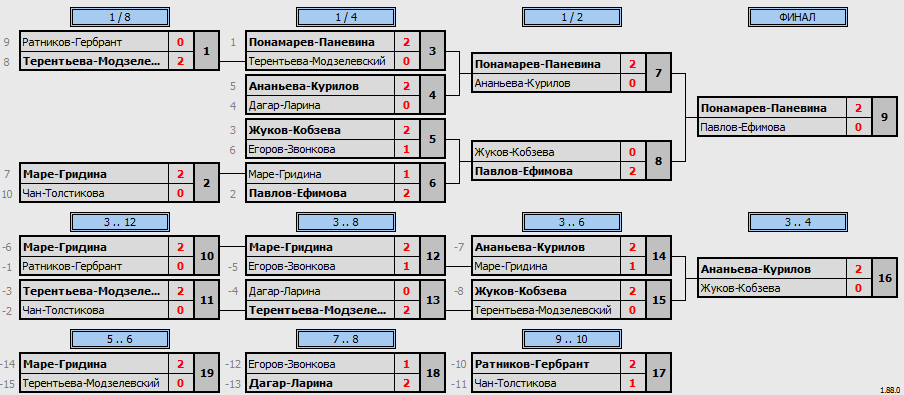 1 / 8 1 / 4 1 / 2 ФИНАЛ
9 Ратников-Гербрант 0 1
8 Терентьева-Модзеле... 2
1 Понамарев-Паневина 2 3
Терентьева-Модзелевский 0
5 Ананьева-Курилов 2 4
4 Дагар-Ларина 0
3 Жуков-Кобзева 2 5
6 Егоров-Звонкова 1
7 Маре-Гридина 2 2
10 Чан-Толстикова 0
Маре-Гридина 1 6
2 Павлов-Ефимова 2
Понамарев-Паневина 2 7
Ананьева-Курилов 0
Жуков-Кобзева 0 8
Павлов-Ефимова 2
Понамарев-Паневина 2 9
Павлов-Ефимова 0
3 .. 12 3 .. 8 3 .. 6 3 .. 4
-6 Маре-Гридина 2 10
-1 Ратников-Гербрант 0
-3 Терентьева-Модзеле... 2 11
-2 Чан-Толстикова 0
Маре-Гридина 2 12
-5 Егоров-Звонкова 1
-4 Дагар-Ларина 0 13
Терентьева-Модзеле... 2
-7 Ананьева-Курилов 2 14
Маре-Гридина 1
-8 Жуков-Кобзева 2 15
Терентьева-Модзелевский 0
Ананьева-Курилов 2 16
Жуков-Кобзева 0
5 .. 6 7 .. 8 9 .. 10
-14 Маре-Гридина 2 19
-15 Терентьева-Модзелевский 0
-12 Егоров-Звонкова 1 18
-13 Дагар-Ларина 2
-10 Ратников-Гербрант 2 17
-11 Чан-Толстикова 1
1.88.0